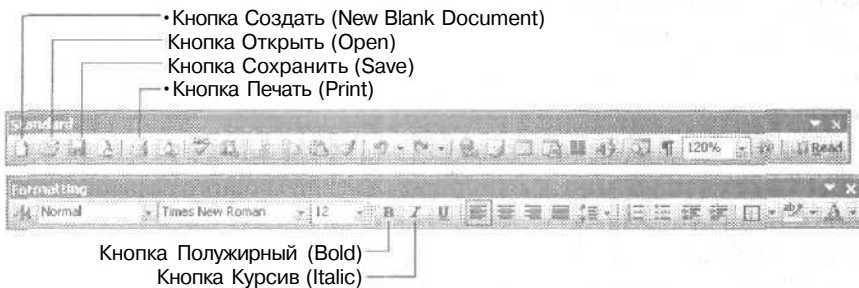 •Кнопка Создать (New Blank Document)
Кнопка Открыть (Open)
Кнопка Сохранить (Save)
•Кнопка Печать (Print)
Standard
120% Read
Formatting
Normal Times New Roman 12 B I U
Кнопка Полужирный (Bold)
Кнопка Курсив (Italic)